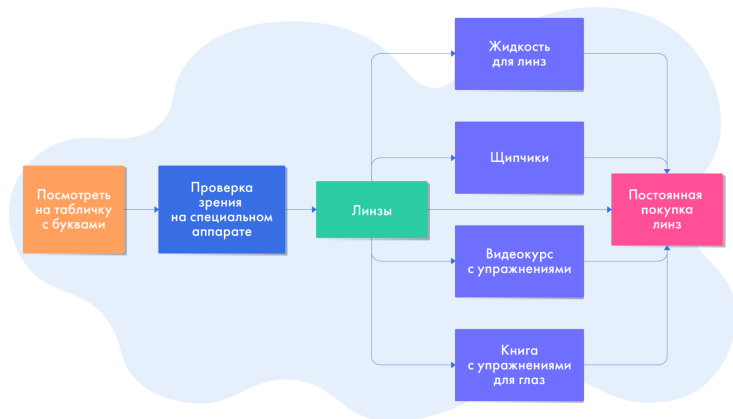 Жидкость
для линз
Щипчики
Посмотреть
на табличку
с буквами
Проверка
зрения
на специальном
аппарате
Линзы
Постоянная
покупка
линз
Видеокурс
с упражнениями
Книга
с упражнениями
для глаз